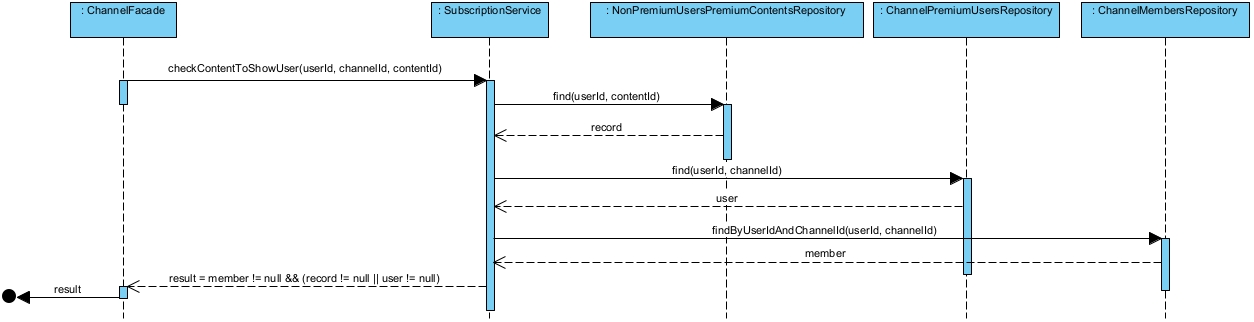 : ChannelFacade
: SubscriptionService
: NonPremiumUsersPremiumContentsRepository
: ChannelPremiumUsersRepository
: ChannelMembersRepository
checkContentToShowUser(userId, channelId, contentId)
find(userId, contentId)
record
find(userId, channelId)
user
findByUserIdAndChannelId(userId, channelId)
member
result = member != null && (record != null || user != null)
result